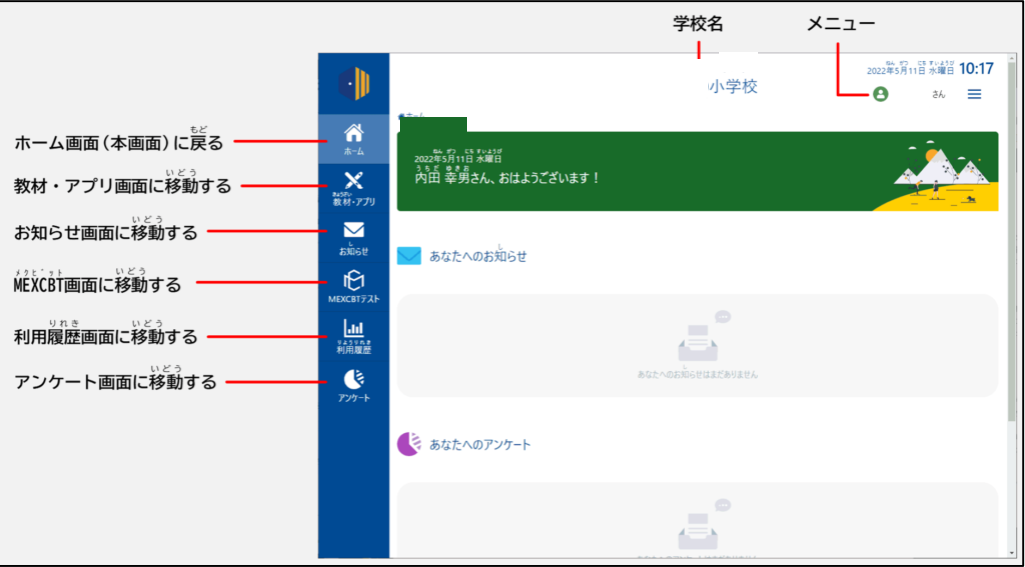 学校名
メニュー
2022年5月11日 水曜日 10:17
小学校
さん
ホーム
ホーム画面(本画面)に戻る
ホーム
2022年5月11日 水曜日
内田 幸男さん、おはようございます！
教材・アプリ画面に移動する
教材・アプリ
お知らせ画面に移動する
お知らせ
あなたへのお知らせ
MEXCBT画面に移動する
MEXCBTテスト
利用履歴画面に移動する
利用履歴
あなたへのお知らせはまだありません
アンケート画面に移動する
アンケート
あなたへのアンケート